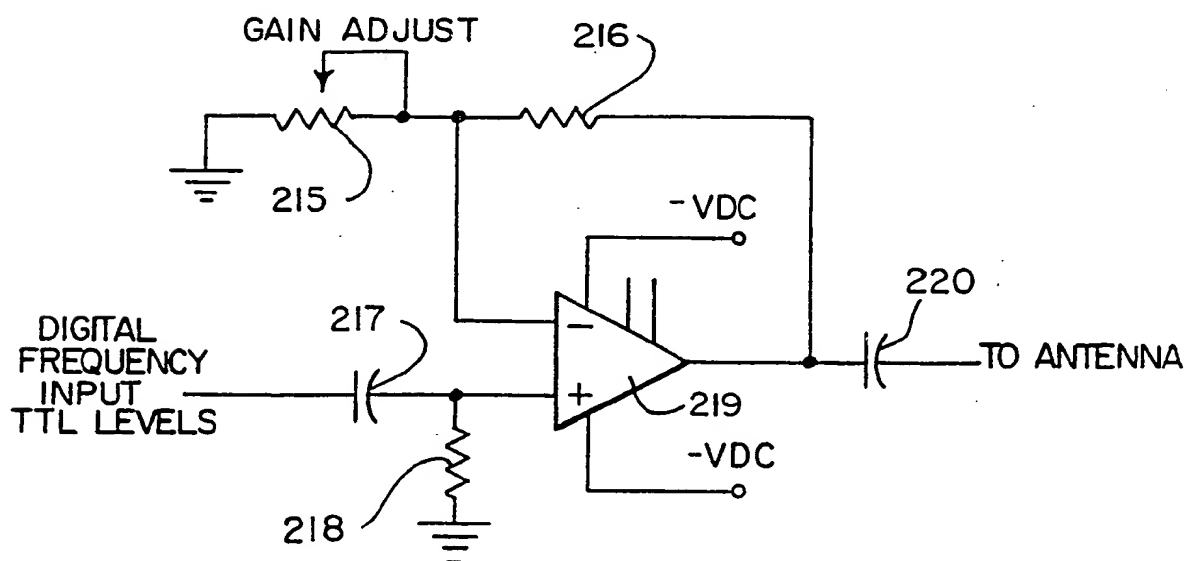 GAIN ADJUST
216
215
-VDC
220
217
DIGITAL
FREQUENCY
INPUT
TTL LEVELS
TO ANTENNA
−
+
219
-VDC
218